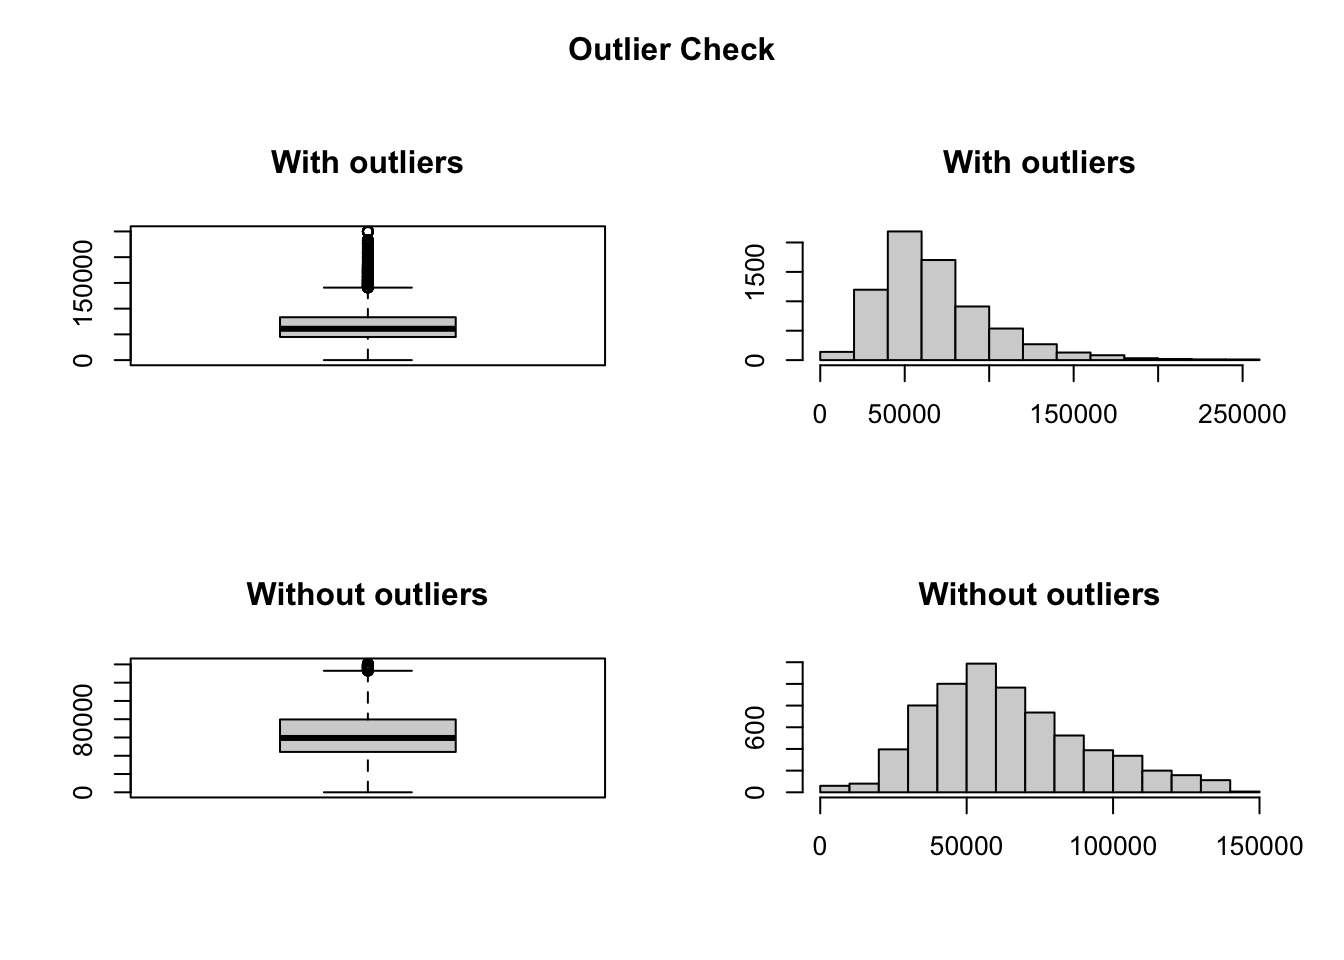 Outlier Check
With outliers
0 150000
With outliers
0 1500
0 50000 150000 250000
Without outliers
0 80000
Without outliers
0 600
0 50000 100000 150000